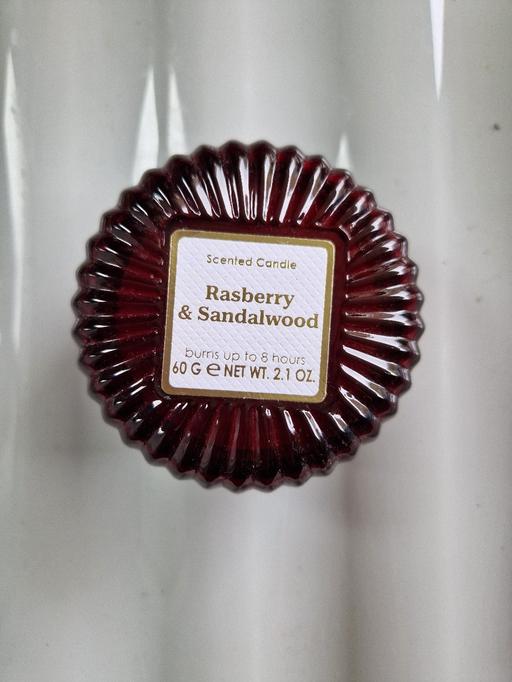 Scented Candle
Rasberry
& Sandalwood
burns up to 8 hours
60 G ℮ NET WT. 2.1 OZ.